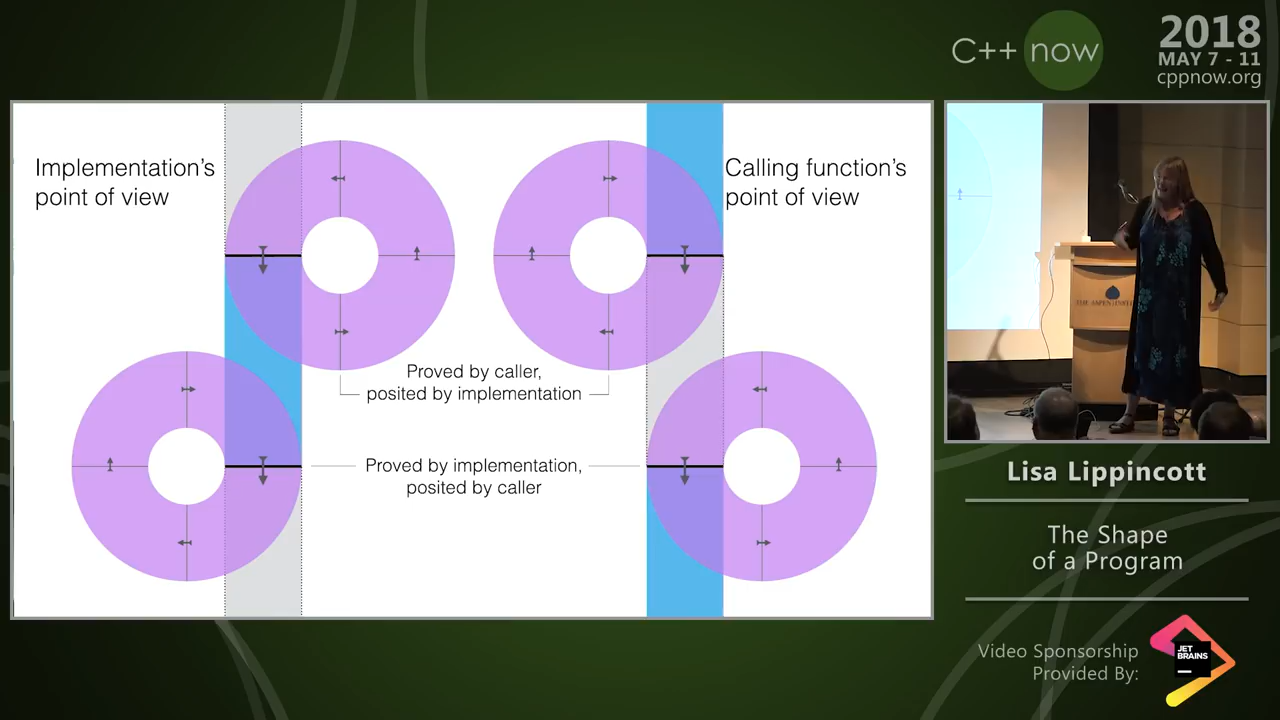 C++ now
2018
MAY 7 - 11
cppnow.org
Implementation's
point of view
Calling function's
point of view
Proved by caller,
posited by implementation
Proved by implementation,
posited by caller
Lisa Lippincott
The Shape
of a Program
Video Sponsorship
Provided By:
JET
BRAINS